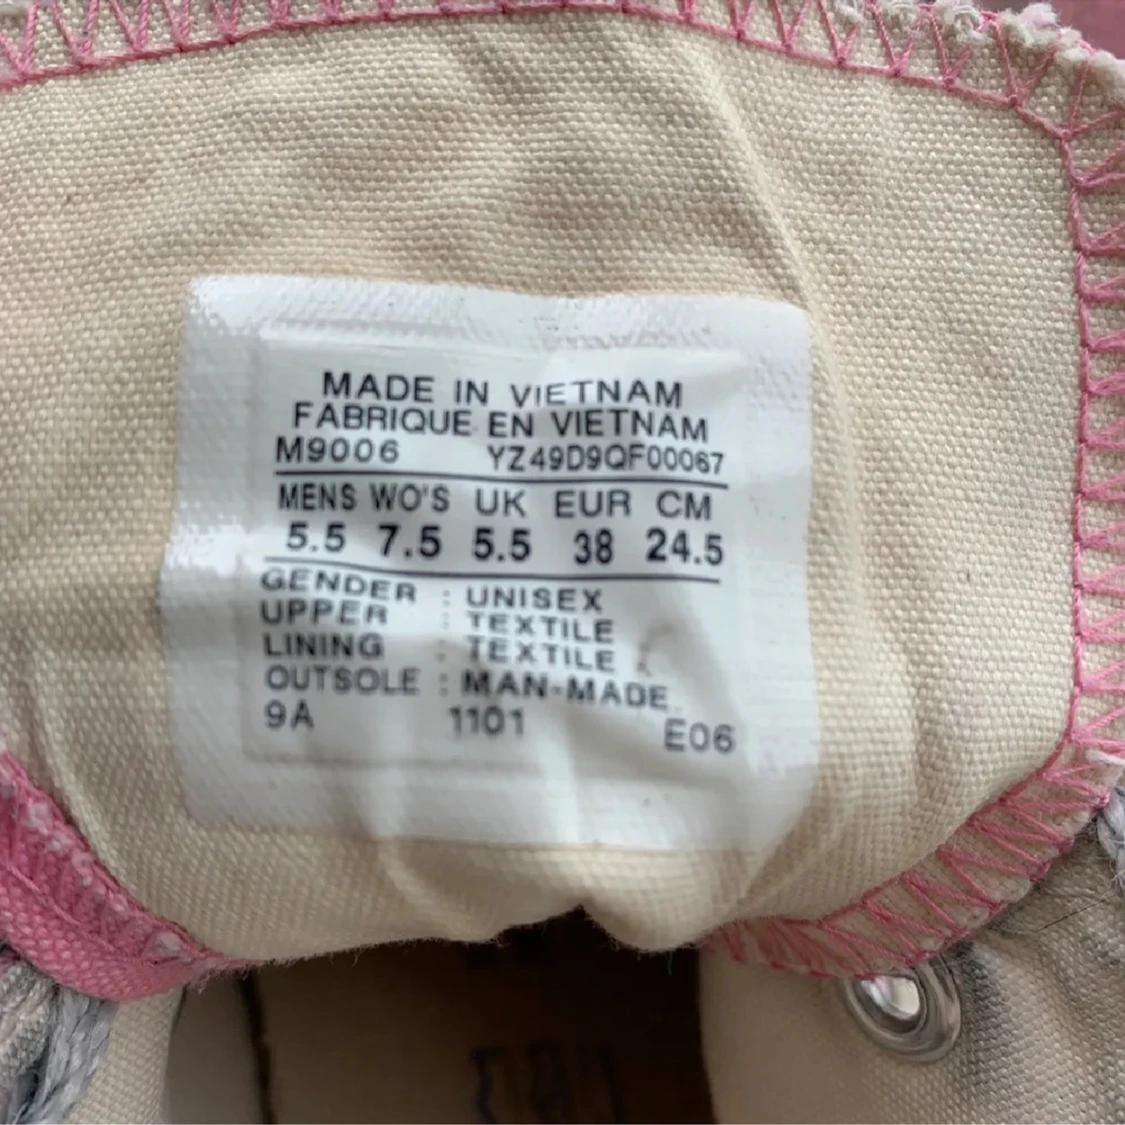 MADE IN VIETNAM
FABRIQUE EN VIETNAM
M9006 YZ49D9QF00067
MENS WO'S UK EUR CM
5.5 7.5 5.5 38 24.5
GENDER : UNISEX
UPPER : TEXTILE
LINING : TEXTILE
OUTSOLE : MAN-MADE
9A 1101 E06